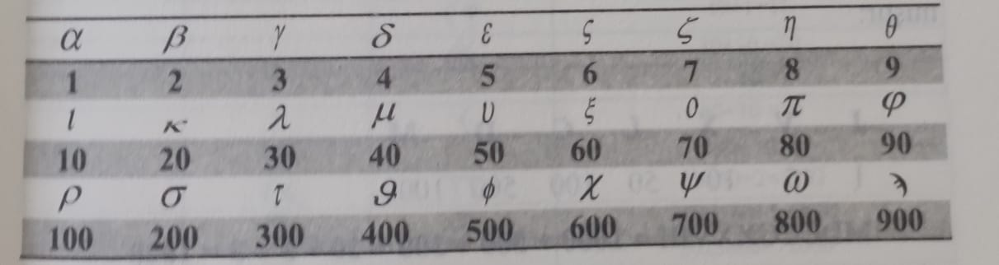 α β γ δ ε ς ζ η θ
1 2 3 4 5 6 7 8 9
ι κ λ μ υ ξ ο π φ
10 20 30 40 50 60 70 80 90
ρ σ τ ϑ ϕ χ ψ ω ϡ
100 200 300 400 500 600 700 800 900